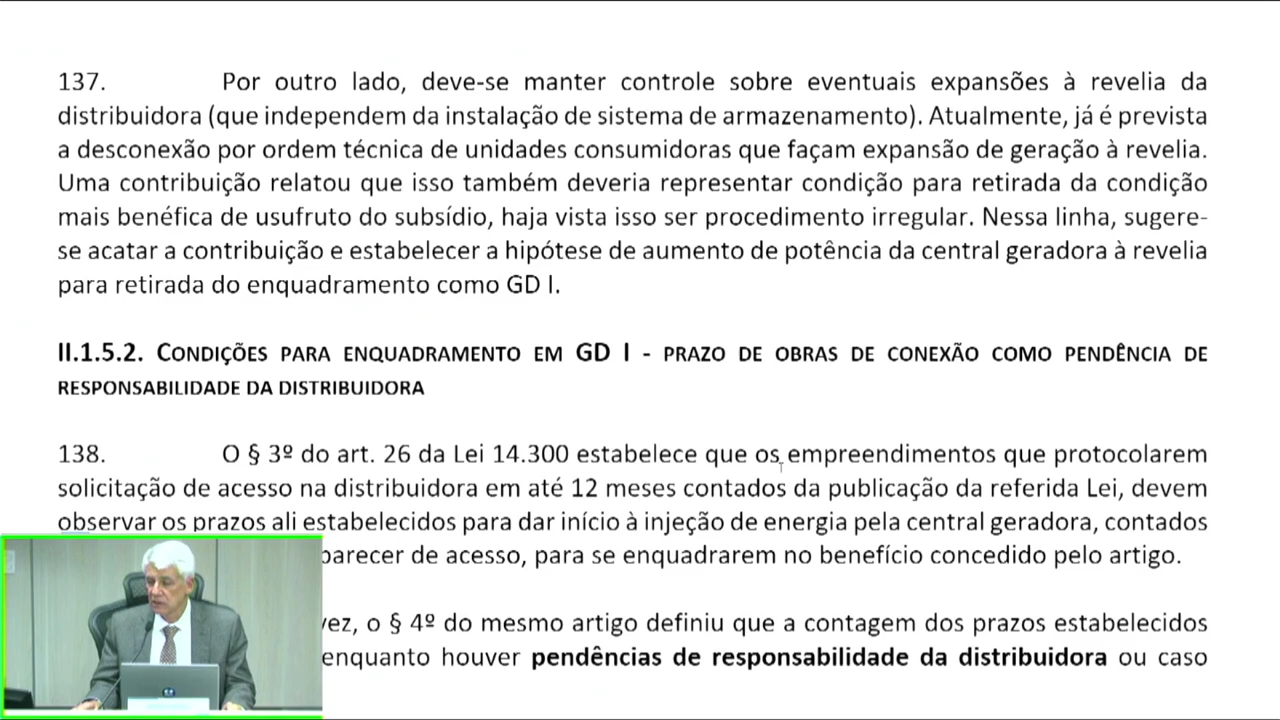 137. Por outro lado, deve-se manter controle sobre eventuais expansões à revelia da
distribuidora (que independem da instalação de sistema de armazenamento). Atualmente, já é prevista
a desconexão por ordem técnica de unidades consumidoras que façam expansão de geração à revelia.
Uma contribuição relatou que isso também deveria representar condição para retirada da condição
mais benéfica de usufruto do subsídio, haja vista isso ser procedimento irregular. Nessa linha, sugere-
se acatar a contribuição e estabelecer a hipótese de aumento de potência da central geradora à revelia
para retirada do enquadramento como GD I.
II.1.5.2. CONDIÇÕES PARA ENQUADRAMENTO EM GD I - PRAZO DE OBRAS DE CONEXÃO COMO PENDÊNCIA DE
RESPONSABILIDADE DA DISTRIBUIDORA
138. O § 3º do art. 26 da Lei 14.300 estabelece que os empreendimentos que protocolarem
solicitação de acesso na distribuidora em até 12 meses contados da publicação da referida Lei, devem
observar os prazos ali estabelecidos para dar início à injeção de energia pela central geradora, contados
parecer de acesso, para se enquadrarem no benefício concedido pelo artigo.
vez, o § 4º do mesmo artigo definiu que a contagem dos prazos estabelecidos
enquanto houver pendências de responsabilidade da distribuidora ou caso